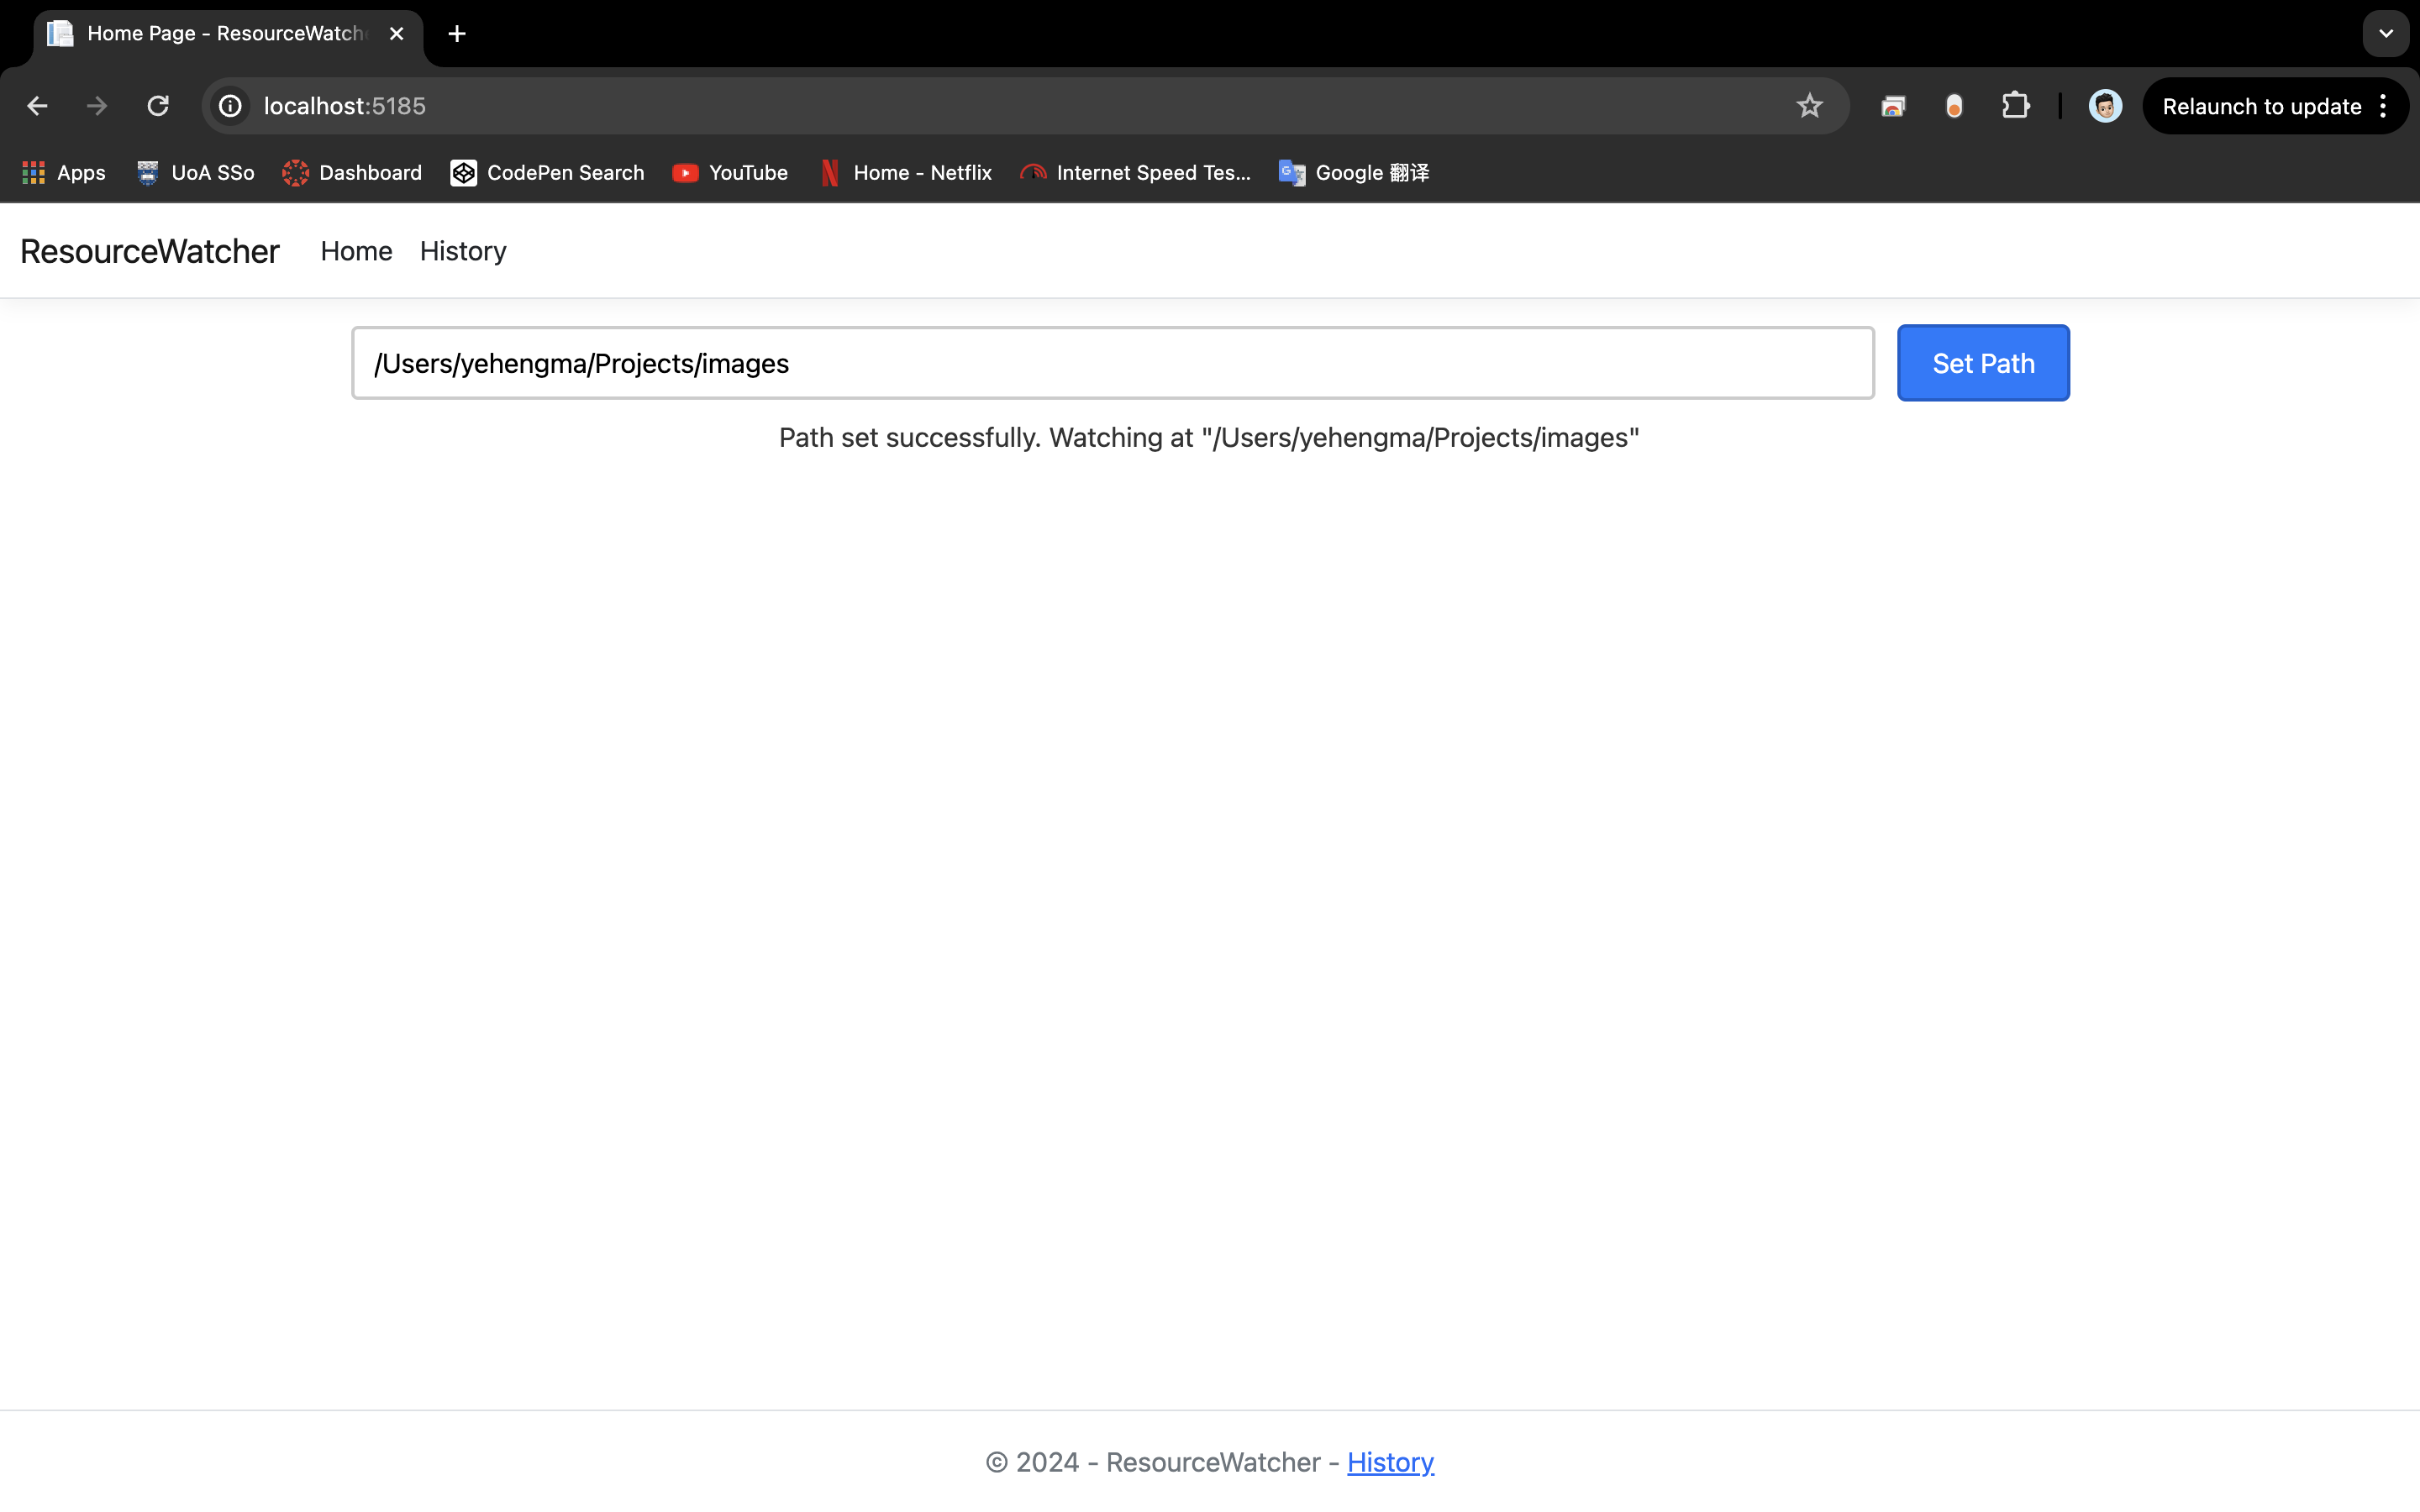 Home Page - ResourceWatch
localhost:5185
Relaunch to update
Apps UoA SSo Dashboard CodePen Search YouTube Home - Netflix Internet Speed Tes... Google 翻译
ResourceWatcher Home History
/Users/yehengma/Projects/images Set Path
Path set successfully. Watching at "/Users/yehengma/Projects/images"
© 2024 - ResourceWatcher - History